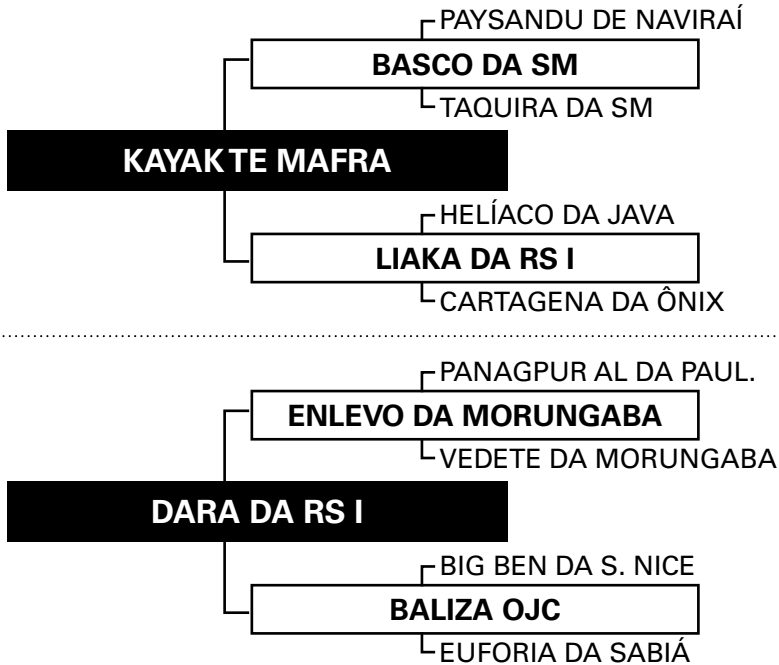 PAYSANDU DE NAVIRAÍ
BASCO DA SM
TAQUIRA DA SM
KAYAK TE MAFRA
HELÍACO DA JAVA
LIAKA DA RS I
CARTAGENA DA ÔNIX
PANAGPUR AL DA PAUL.
ENLEVO DA MORUNGABA
VEDETE DA MORUNGABA
DARA DA RS I
BIG BEN DA S. NICE
BALIZA OJC
EUFORIA DA SABIÁ